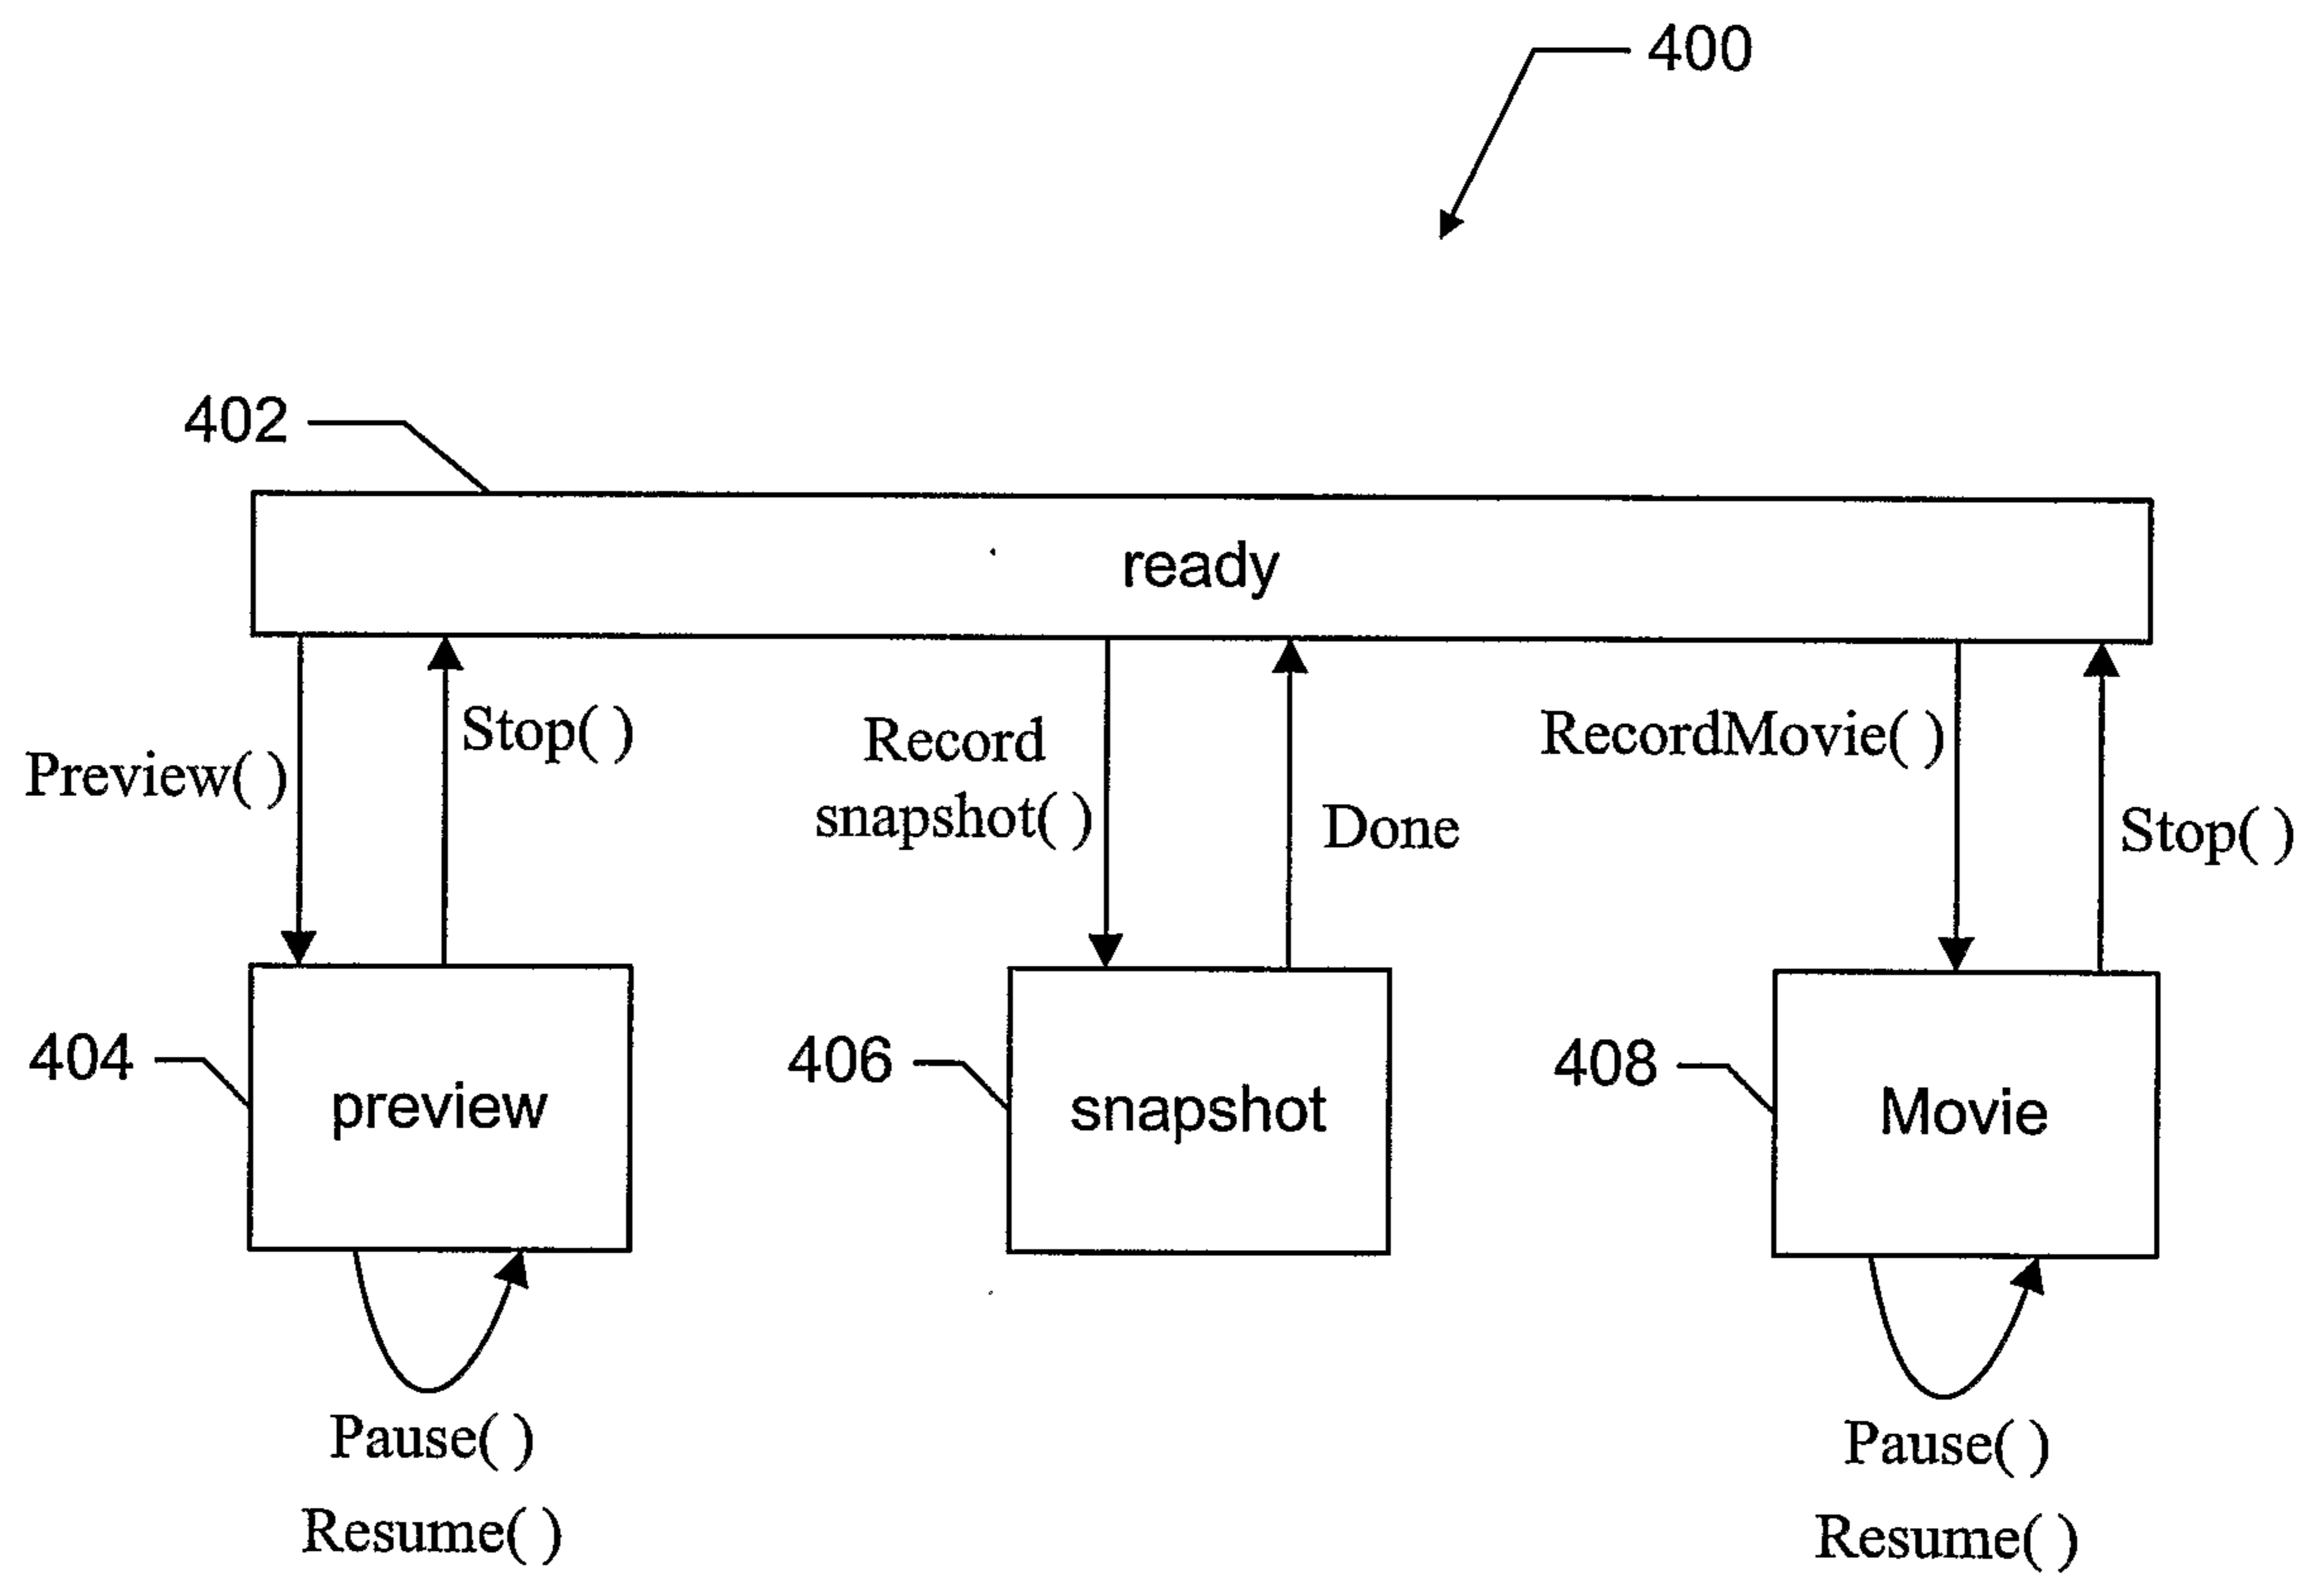 400
402
ready
Preview( )
Stop( )
Record
snapshot( )
Done
RecordMovie( )
Stop( )
404
preview
406
snapshot
408
Movie
Pause( )
Resume( )
Pause( )
Resume( )